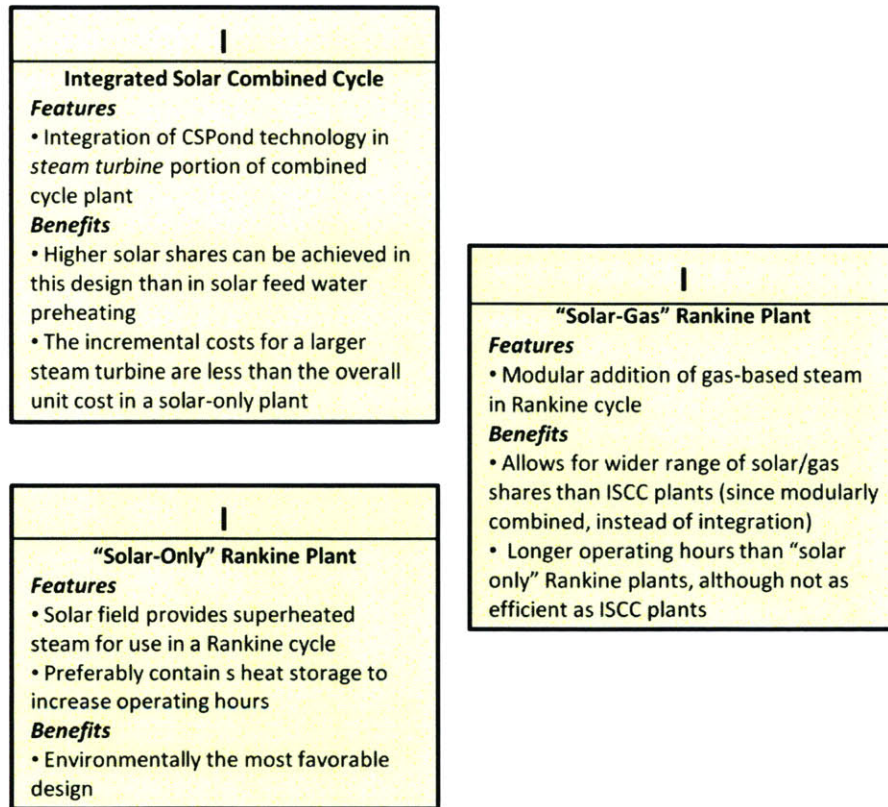 I
Integrated Solar Combined Cycle
Features
• Integration of CSPond technology in
steam turbine portion of combined
cycle plant
Benefits
• Higher solar shares can be achieved in
this design than in solar feed water
preheating
• The incremental costs for a larger
steam turbine are less than the overall
unit cost in a solar-only plant
I
“Solar-Only” Rankine Plant
Features
• Solar field provides superheated
steam for use in a Rankine cycle
• Preferably contain s heat storage to
increase operating hours
Benefits
• Environmentally the most favorable
design
I
“Solar-Gas” Rankine Plant
Features
• Modular addition of gas-based steam
in Rankine cycle
Benefits
• Allows for wider range of solar/gas
shares than ISCC plants (since modularly
combined, instead of integration)
• Longer operating hours than “solar
only” Rankine plants, although not as
efficient as ISCC plants